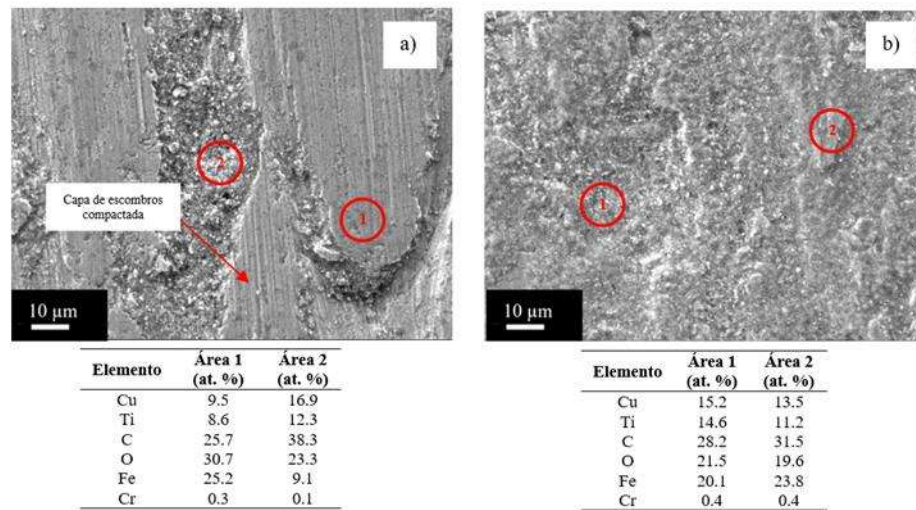 a)
2
1
Capa de escombros
compactada
10 µm
b)
2
1
10 µm
Elemento Área 1 (at. %) Área 2 (at. %)
Cu 9.5 16.9
Ti 8.6 12.3
C 25.7 38.3
O 30.7 23.3
Fe 25.2 9.1
Cr 0.3 0.1
Elemento Área 1 (at. %) Área 2 (at. %)
Cu 15.2 13.5
Ti 14.6 11.2
C 28.2 31.5
O 21.5 19.6
Fe 20.1 23.8
Cr 0.4 0.4